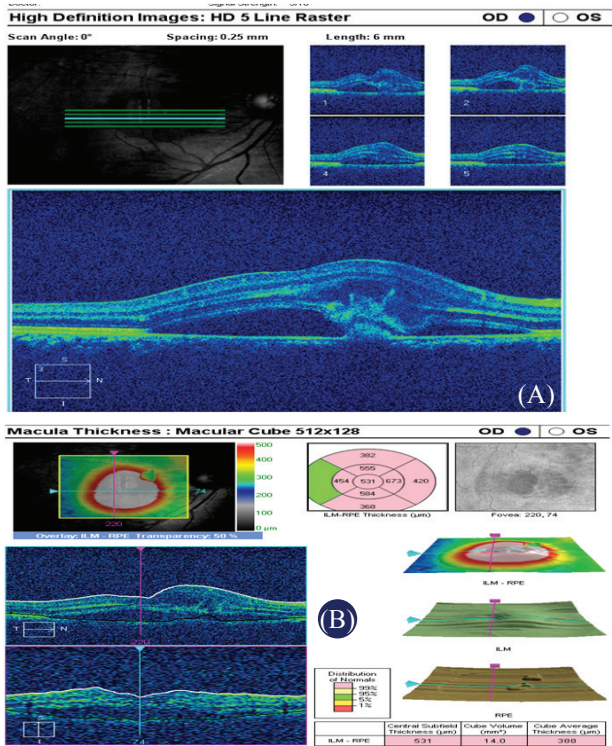 High Definition Images: HD 5 Line Raster OD OS
Scan Angle: 0° Spacing: 0.25 mm Length: 6 mm
1 2
4 5
3 S
T N
I
(A)
Macula Thickness : Macular Cube 512x128 OD OS
500
400
300
200
100
0 µm
74
220
Overlay: ILM - RPE Transparency: 50 %
382
555
454 531 673 420
584
368
ILM-RPE Thickness (µm)
Fovea: 220, 74
ILM - RPE
T N
220
B
ILM
RPE
Distribution
of Normals
99%
95%
5%
1%
I S
74
Central Subfield Thickness (µm) Cube Volume (mm³) Cube Average Thickness (µm)
ILM - RPE 531 14.0 388